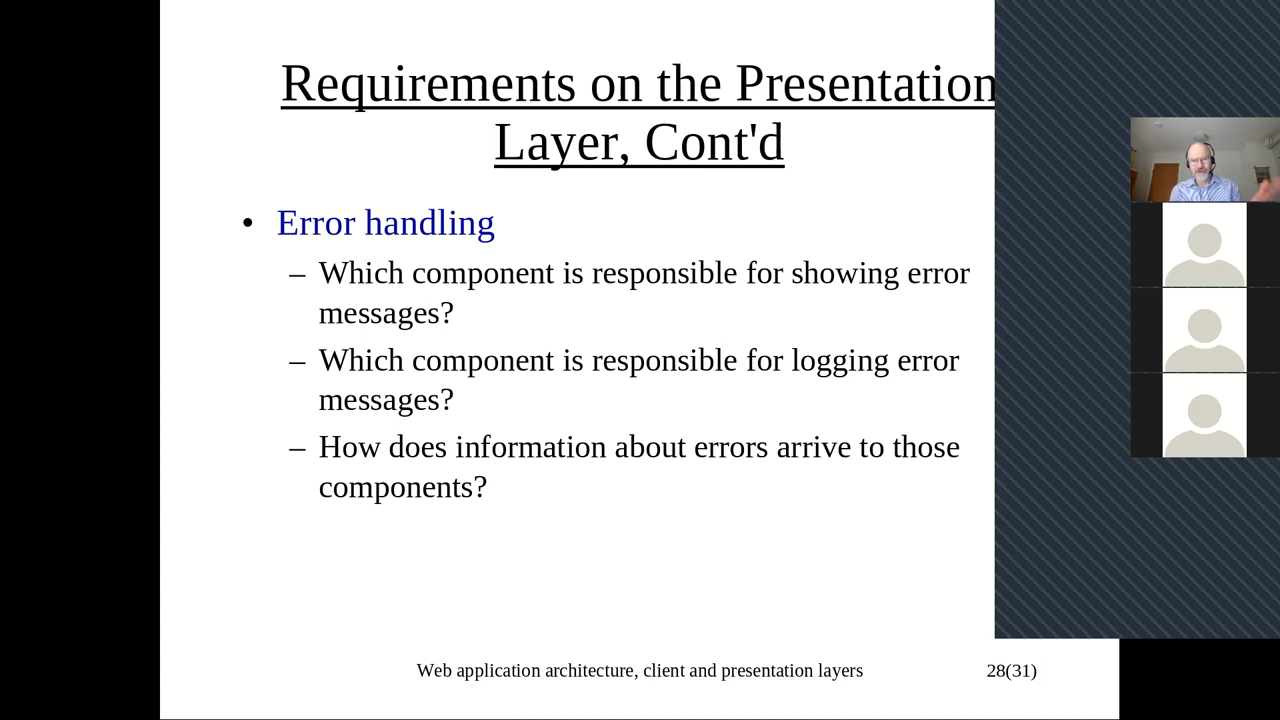 Requirements on the Presentation
Layer, Cont'd
• Error handling
– Which component is responsible for showing error
messages?
– Which component is responsible for logging error
messages?
– How does information about errors arrive to those
components?
Web application architecture, client and presentation layers
28(31)